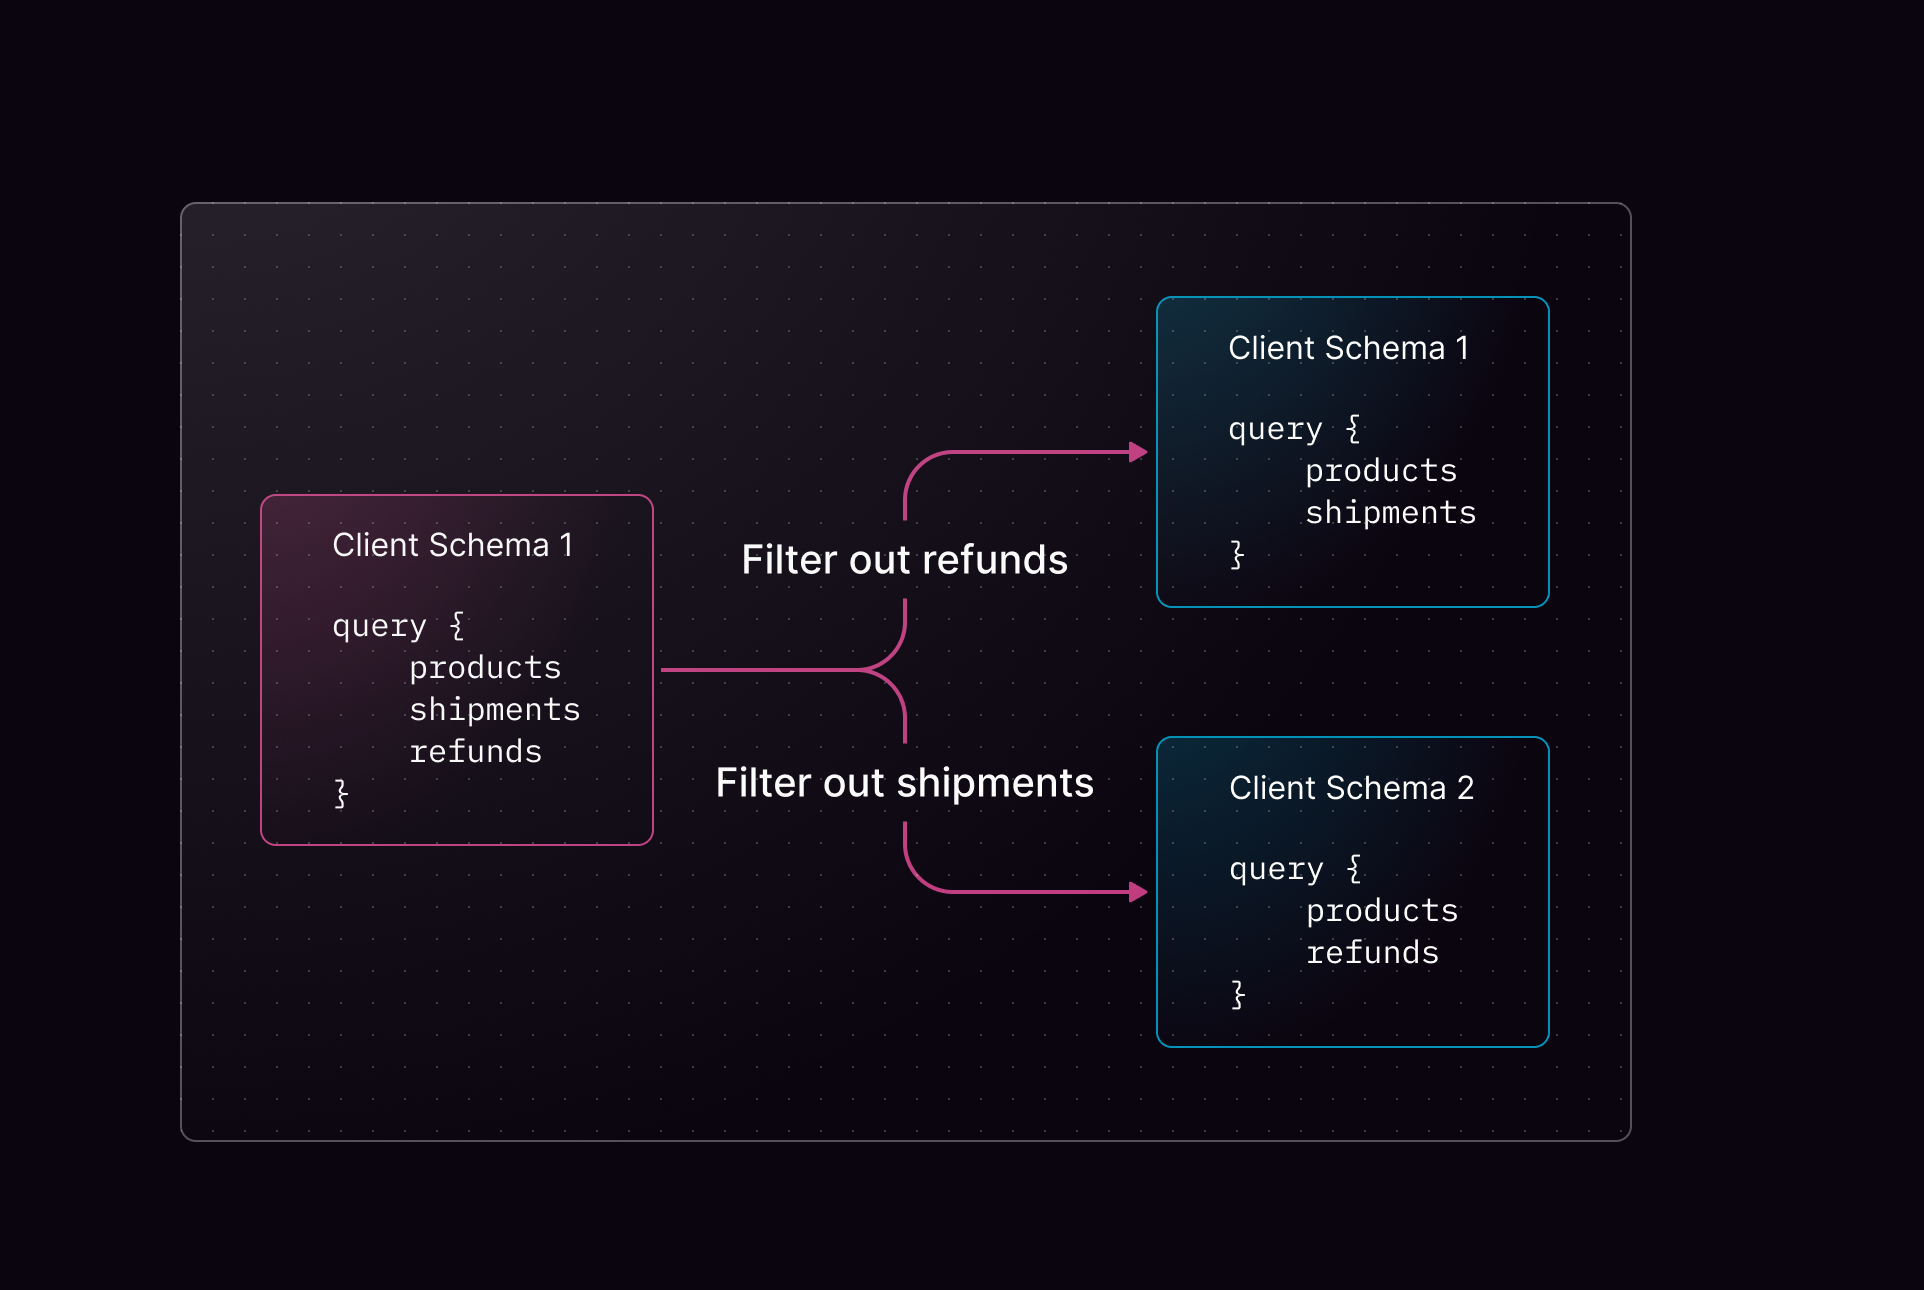 Client Schema 1
query {
products
shipments
refunds
}
Filter out refunds
Filter out shipments
Client Schema 1
query {
products
shipments
}
Client Schema 2
query {
products
refunds
}